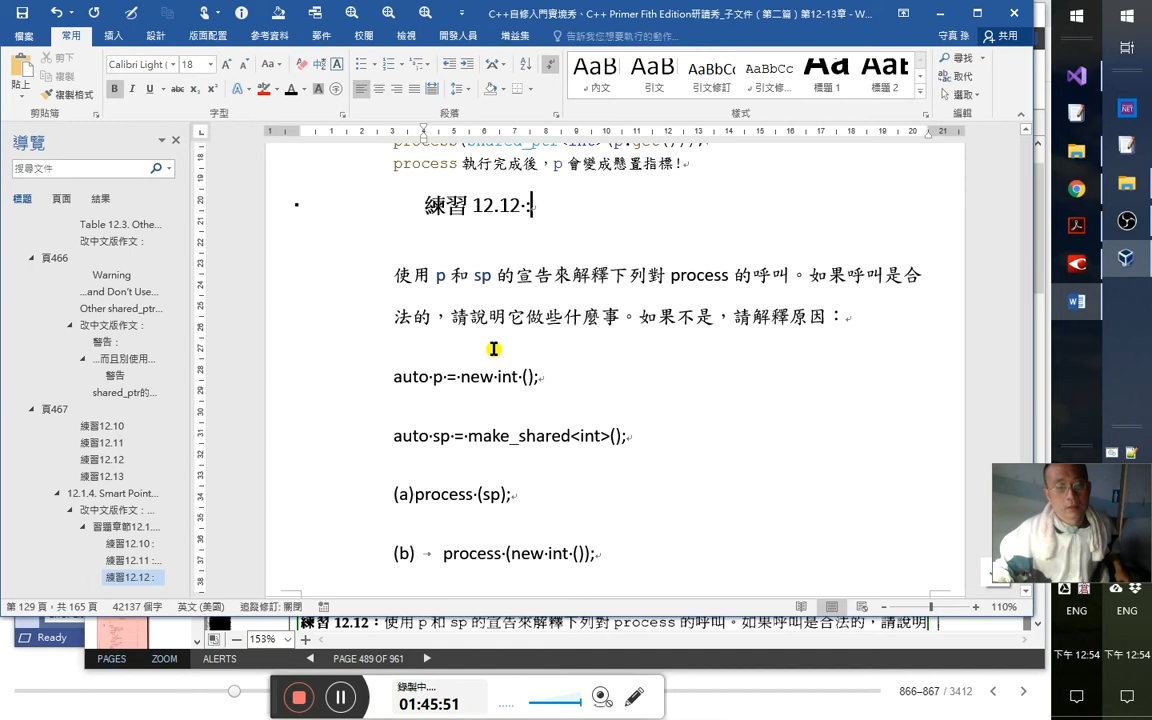 C++自修入門實境秀、C++ Primer Fith Edition研讀秀_子文件（第二篇）12-13章 - W...
檔案 常用 插入 設計 版面配置 參考資料 郵件 校閱 檢視 開發人員 增益集 告訴我您想要執行的動作... 守真 孫 共用
剪下
複製
複製格式
貼上
剪貼簿
Calibri Light ( 18
字型
段落
AaB AaB AaBbC AaBbCc AaB AaB
內文 引文 引文修訂 引文修... 標題 1 標題 2
樣式
尋找
取代
選取
編輯
導覽
搜尋文件
標題 頁面 結果
Table 12.3. Othe...
改中文版作文：
頁466
Warning
...and Don't Use...
Other shared_ptr...
改中文版作文：
警告：
...而且別使用...
警告
shared_ptr的...
頁467
練習12.10
練習12.11
練習12.12
練習12.13
12.1.4. Smart Point...
改中文版作文：...
習題章節12.1....
練習12.10 :
練習12.11 :...
練習12.12 :
process(shared_ptr<int>(p.get()));
process 執行完成後，p 會變成懸置指標!
練習 12.12 :
使用 p 和 sp 的宣告來解釋下列對 process 的呼叫。如果呼叫是合
法的，請說明它做些什麼事。如果不是，請解釋原因：
auto p = new int ();
auto sp = make_shared<int>();
(a)process (sp);
(b) → process (new int ());
第 129 頁，共 165 頁 42137 個字 英文 (美國) 追蹤修訂: 關閉 110%
Ready
153%
練習 12.12：使用 p 和 sp 的宣告來解釋下列對 process 的呼叫。如果呼叫是合法的，請說明
PAGES ZOOM ALERTS PAGE 489 OF 961
錄製中....
01:45:51
866–867 / 3412
ENG ENG
下午 12:54 下午 12:54